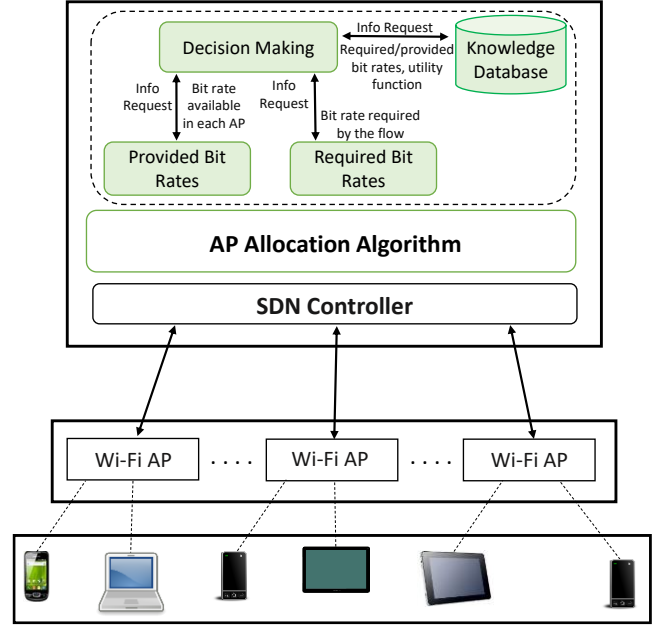 Decision Making
Info Request
Required/provided
bit rates, utility
function
Knowledge
Database
Info
Request
Bit rate
available
in each AP
Info
Request
Bit rate required
by the flow
Provided Bit
Rates
Required Bit
Rates
AP Allocation Algorithm
SDN Controller
Wi-Fi AP
. . . .
Wi-Fi AP
. . . .
Wi-Fi AP